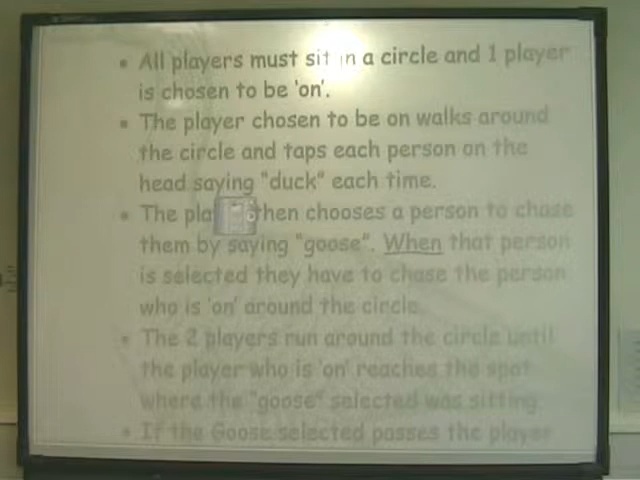 • All players must sit in a circle and 1 player
is chosen to be 'on'.
• The player chosen to be on walks around
the circle and taps each person on the
head saying "duck" each time.
• The pla then chooses a person to chase
them by saying "goose". When that person
is selected they have to chase the person
who is 'on' around the circle.
• The 2 players run around the circle until
the player who is 'on' reaches the spot
where the "goose" selected was sitting.
• If the Goose selected passes the player